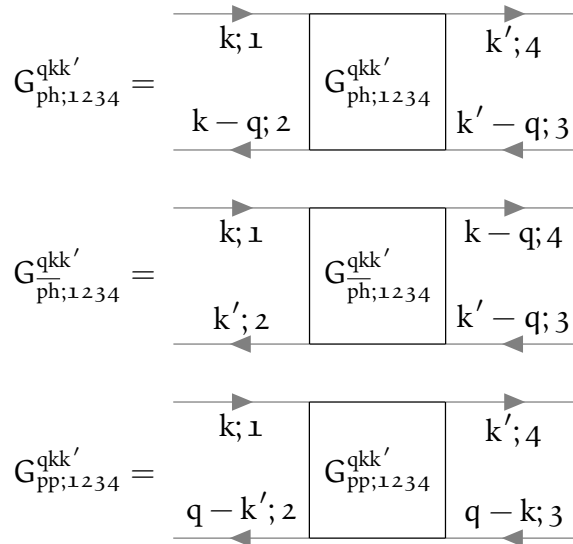 k; 1 k′; 4
G^{qkk′}_{ph;1234} = G^{qkk′}_{ph;1234}
k − q; 2 k′ − q; 3
k; 1 k − q; 4
G^{qkk′}_{\overline{ph};1234} = G^{qkk′}_{\overline{ph};1234}
k′; 2 k′ − q; 3
k; 1 k′; 4
G^{qkk′}_{pp;1234} = G^{qkk′}_{pp;1234}
q − k′; 2 q − k; 3